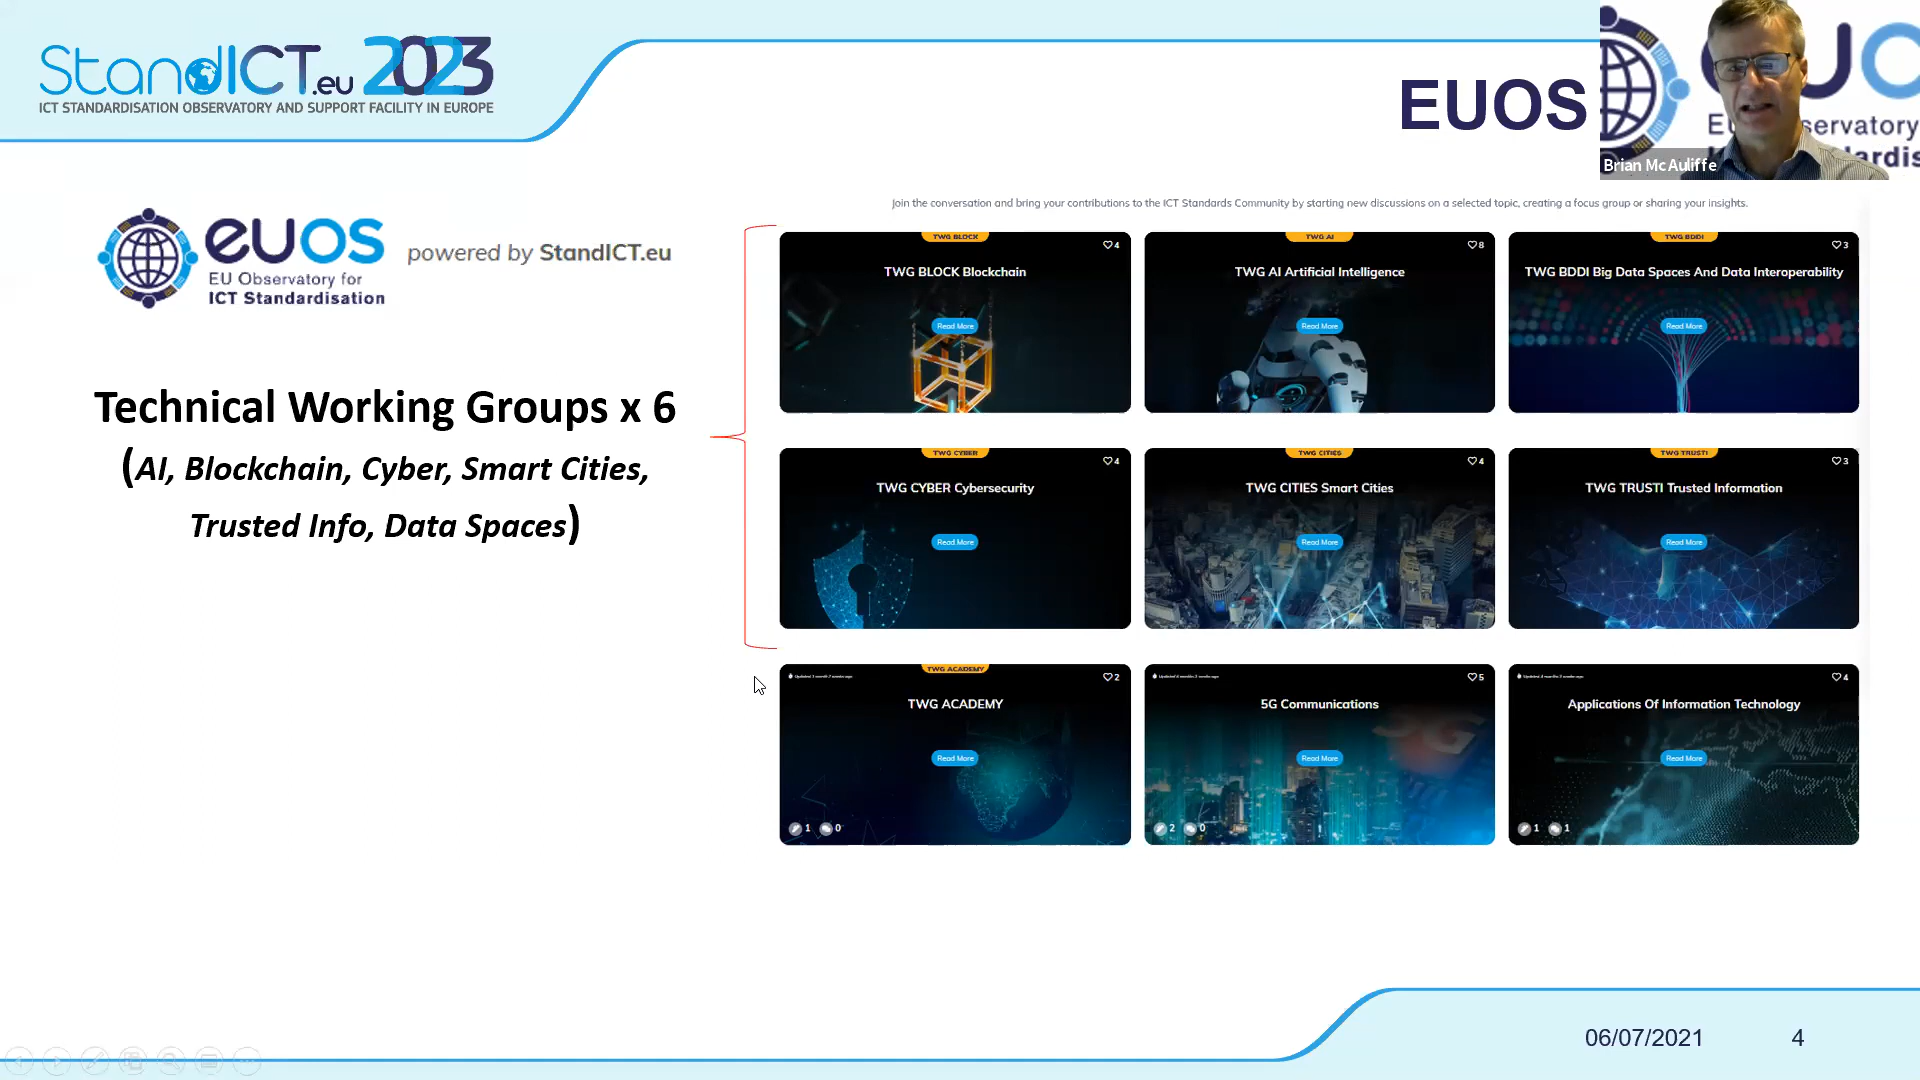 StandICT.eu 2023
ICT STANDARDISATION OBSERVATORY AND SUPPORT FACILITY IN EUROPE
EUOS
Brian McAuliffe
euos
EU Observatory for
ICT Standardisation
powered by StandICT.eu
Technical Working Groups x 6
(AI, Blockchain, Cyber, Smart Cities,
Trusted Info, Data Spaces)
Join the conversation and bring your contributions to the ICT Standards Community by starting new discussions on a selected topic, creating a focus group or sharing your insights.
TWG BLOCK
4
TWG BLOCK Blockchain
Read More
TWG AI
8
TWG AI Artificial Intelligence
Read More
TWG BDDI
3
TWG BDDI Big Data Spaces And Data Interoperability
Read More
TWG CYBER
4
TWG CYBER Cybersecurity
Read More
TWG CITIES
4
TWG CITIES Smart Cities
Read More
TWG TRUSTI
3
TWG TRUSTI Trusted Information
Read More
TWG ACADEMY
2
TWG ACADEMY
Read More
1 0
5
5G Communications
Read More
2 0
4
Applications Of Information Technology
Read More
1 1
06/07/2021
4